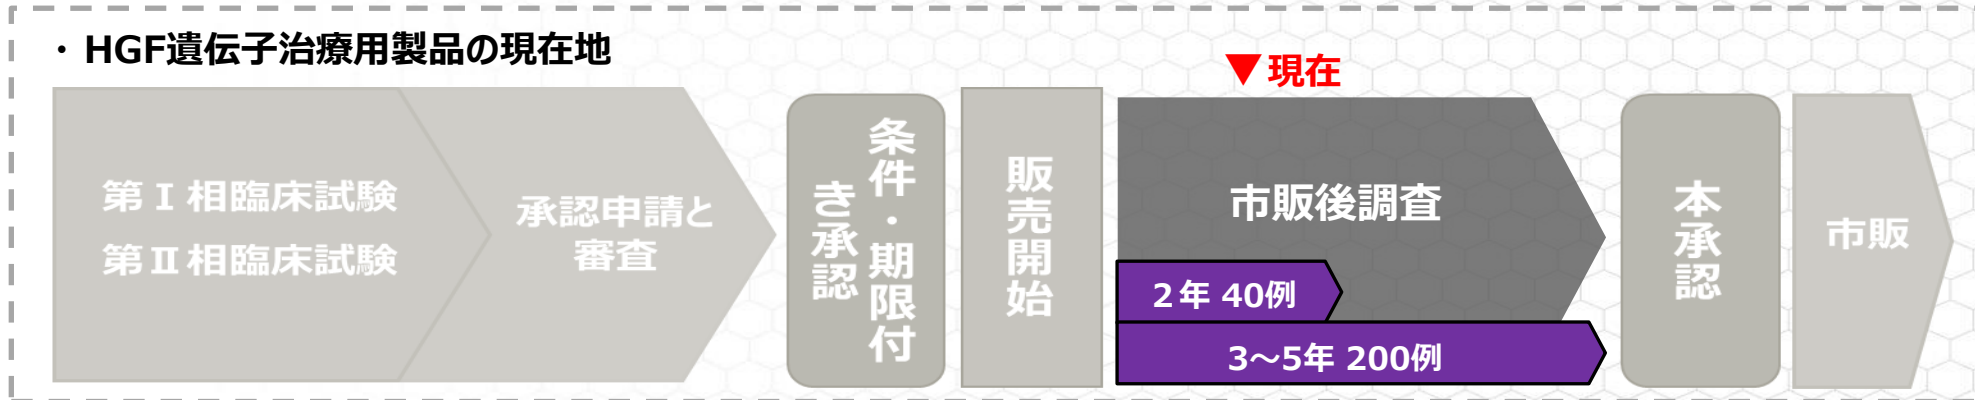 ・HGF遺伝子治療用製品の現在地
▼現在
第Ⅰ相臨床試験
第Ⅱ相臨床試験
承認申請と
審査
条件・期限付
き承認
販売開始
市販後調査
2年 40例
3～5年 200例
本承認
市販